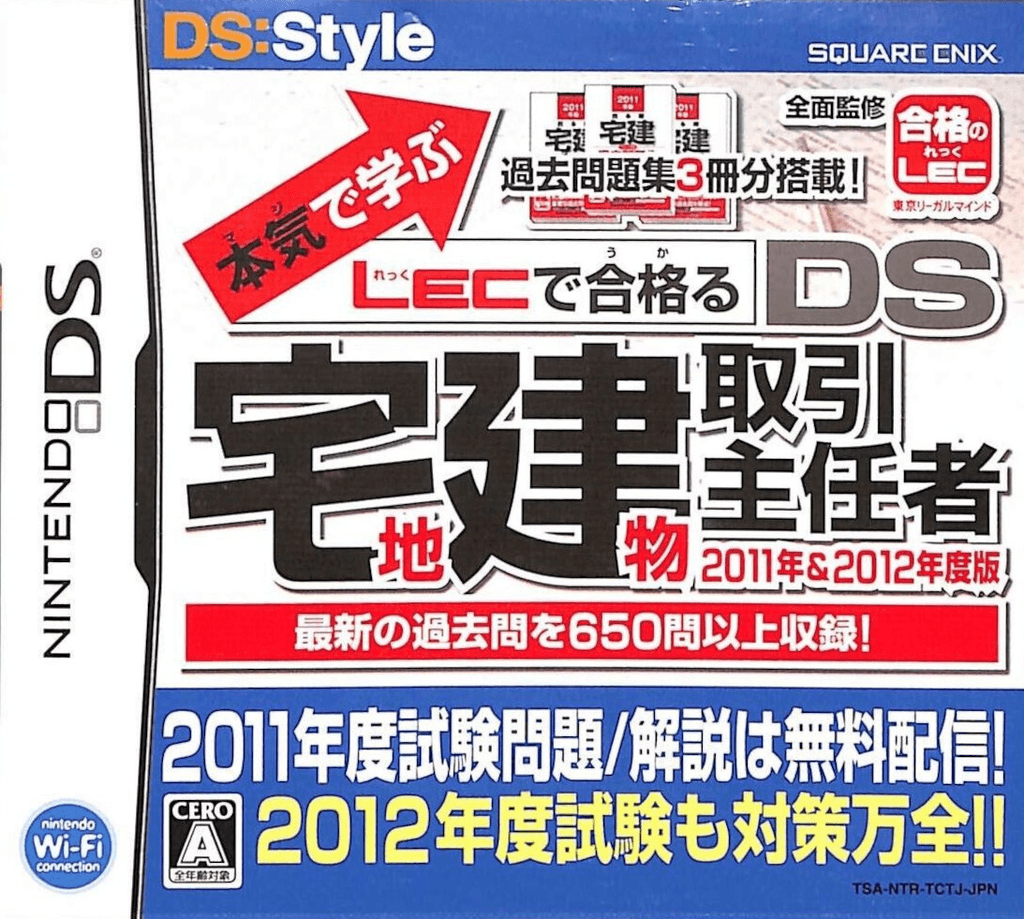 DS:Style
SQUARE ENIX
本気で学ぶ
マジ
2011
2011
2011
宅建
宅建
宅建
過去問題集3冊分搭載!
全面監修
合格の
れっく
LEC
東京リーガルマインド
れっく
うか
LECで合格る
DS
宅地建物
取引
主任者
2011年&2012年度版
最新の過去問を650問以上収録!
2011年度試験問題/解説は無料配信!
2012年度試験も対策万全!!
CERO
A
全年齢対象
TSA-NTR-TCTJ-JPN
NINTENDO DS®
nintendo
Wi-Fi
connection